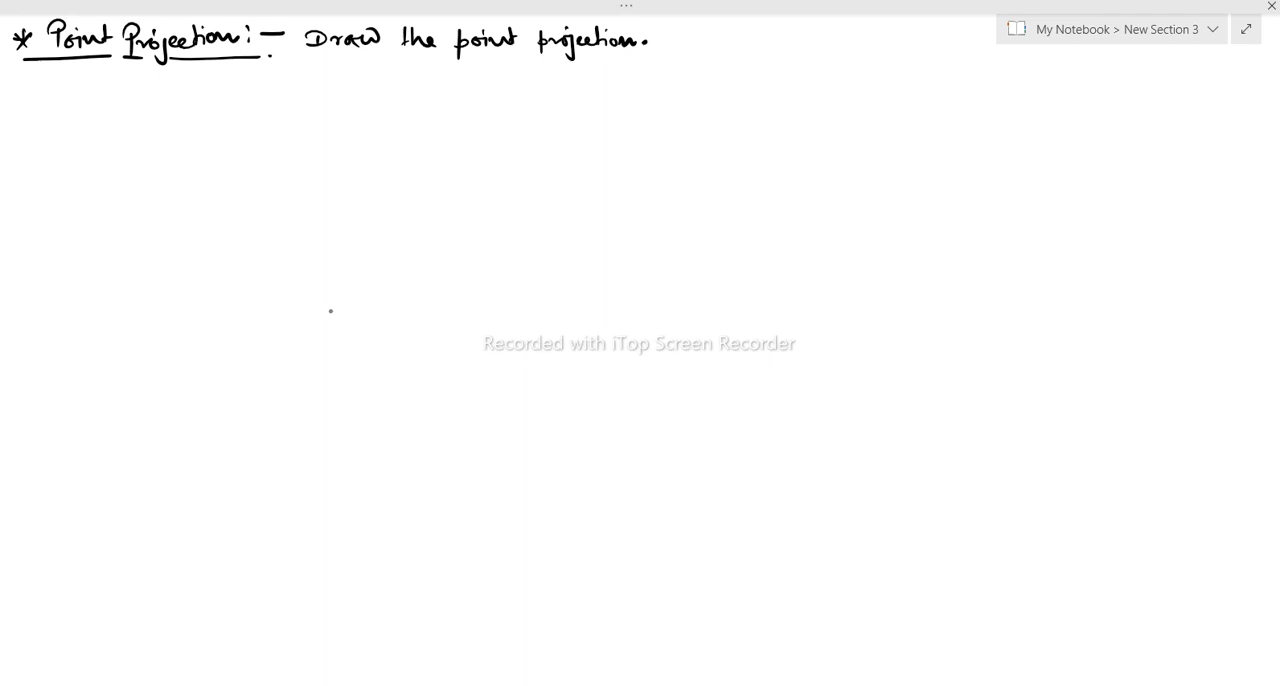 * Point Projection:- Draw the point projection.
My Notebook > New Section 3
Recorded with iTop Screen Recorder